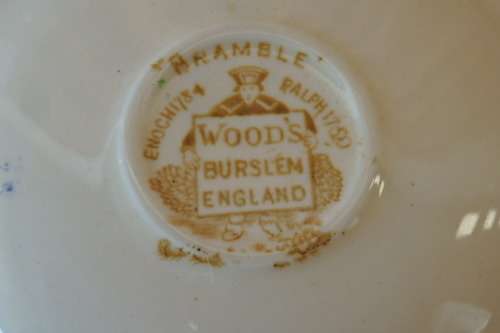 BRAMBLE
ENOCH 1784
RALPH 1750
WOOD'S
BURSLEM
ENGLAND